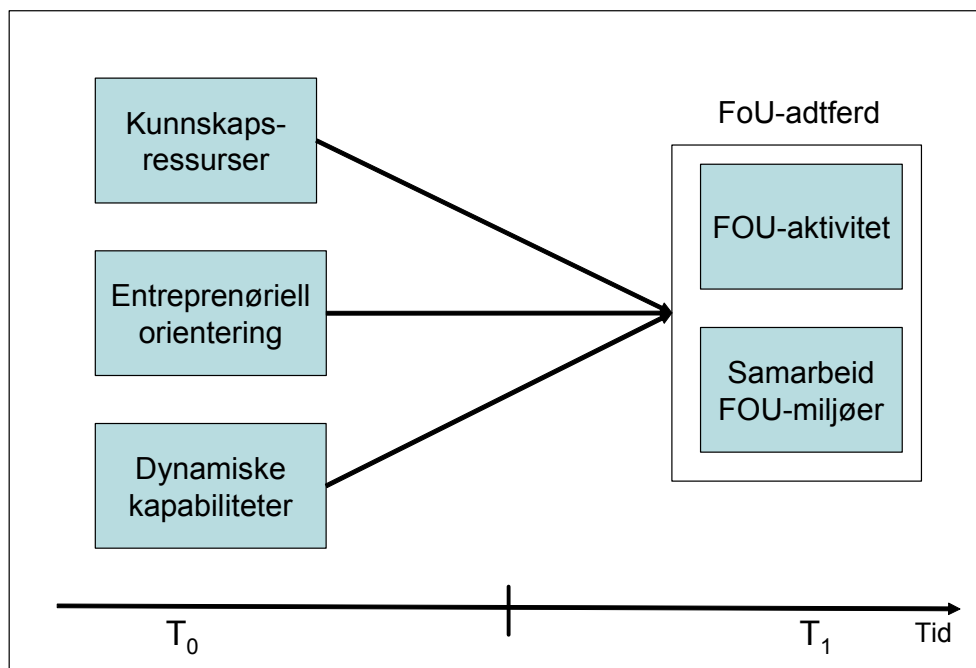 Kunnskaps-
ressurser
Entreprenøriell
orientering
Dynamiske
kapabiliteter
FoU-adtferd
FOU-aktivitet
Samarbeid
FOU-miljøer
T₀
T₁
Tid